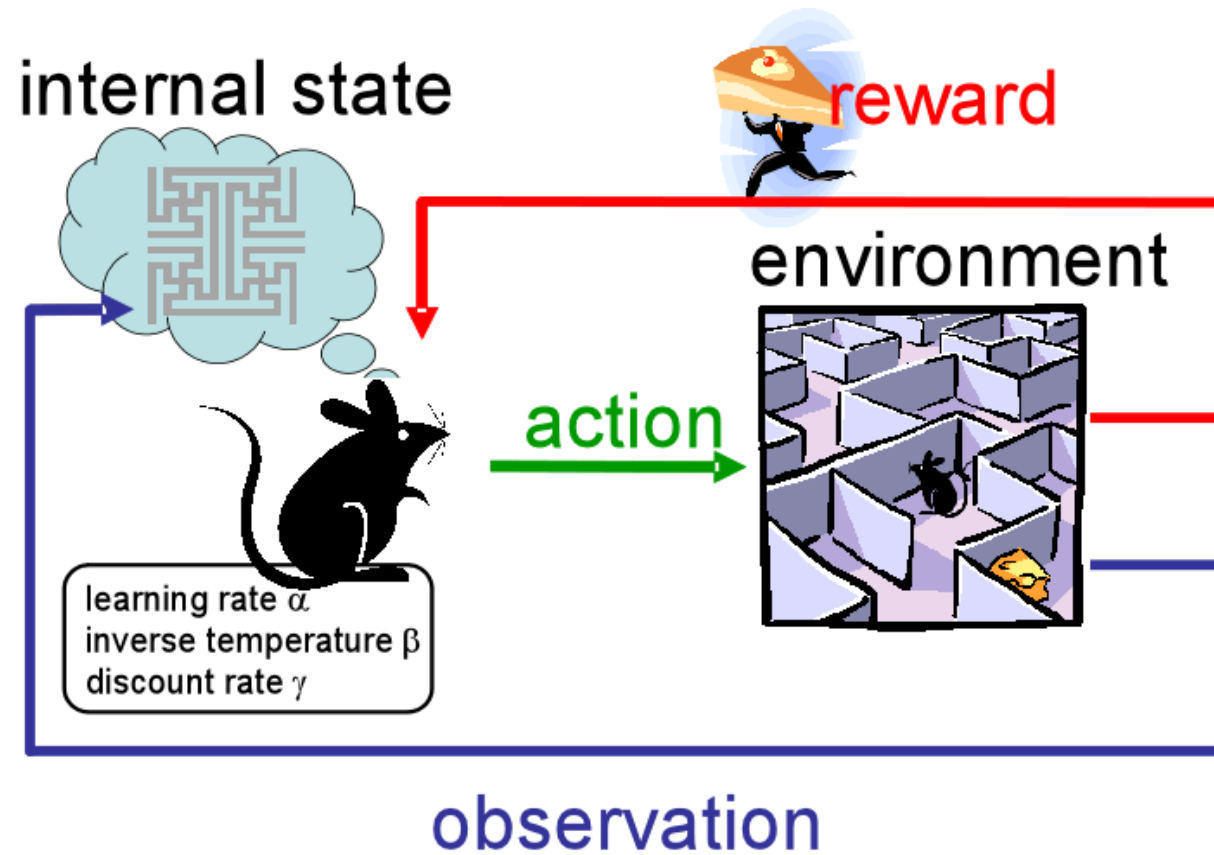 internal state
reward
environment
action
learning rate α
inverse temperature β
discount rate γ
observation